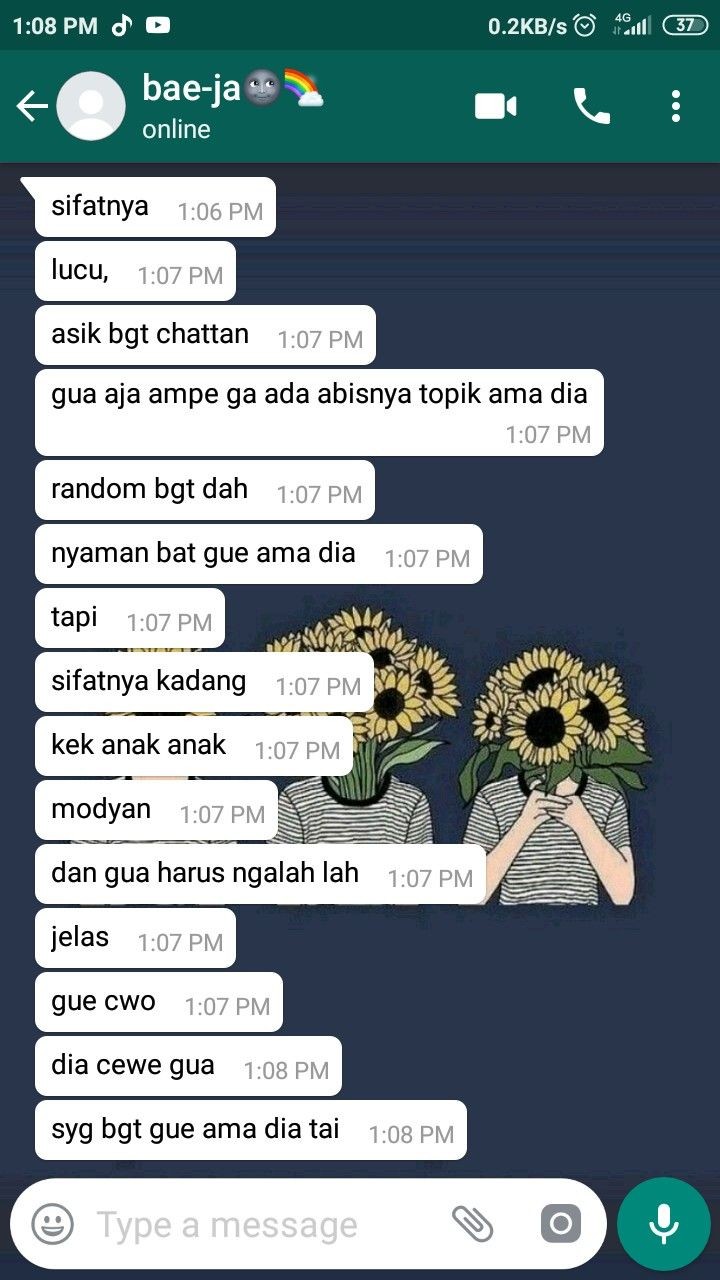 1:08 PM 0.2KB/s 4G 37
bae-ja🌚🌈
online
sifatnya 1:06 PM
lucu, 1:07 PM
asik bgt chattan 1:07 PM
gua aja ampe ga ada abisnya topik ama dia
1:07 PM
random bgt dah 1:07 PM
nyaman bat gue ama dia 1:07 PM
tapi 1:07 PM
sifatnya kadang 1:07 PM
kek anak anak 1:07 PM
modyan 1:07 PM
dan gua harus ngalah lah 1:07 PM
jelas 1:07 PM
gue cwo 1:07 PM
dia cewe gua 1:08 PM
syg bgt gue ama dia tai 1:08 PM
Type a message